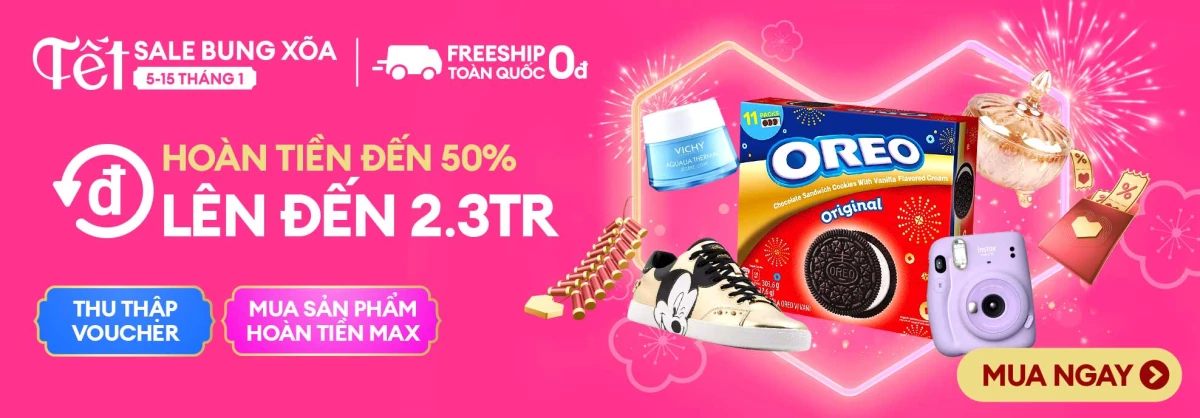 Tết SALE BUNG XÕA
5-15 THÁNG 1
FREESHIP
TOÀN QUỐC 0đ
đ
HOÀN TIỀN ĐẾN 50%
LÊN ĐẾN 2.3TR
THU THẬP
VOUCHER
MUA SẢN PHẨM
HOÀN TIỀN MAX
VICHY
AQUALIA THERMAL
11 PACKS
OREO
Chocolate Sandwich Cookies With Vanilla Flavored Cream
Original
OREO
instax
%
%
MUA NGAY